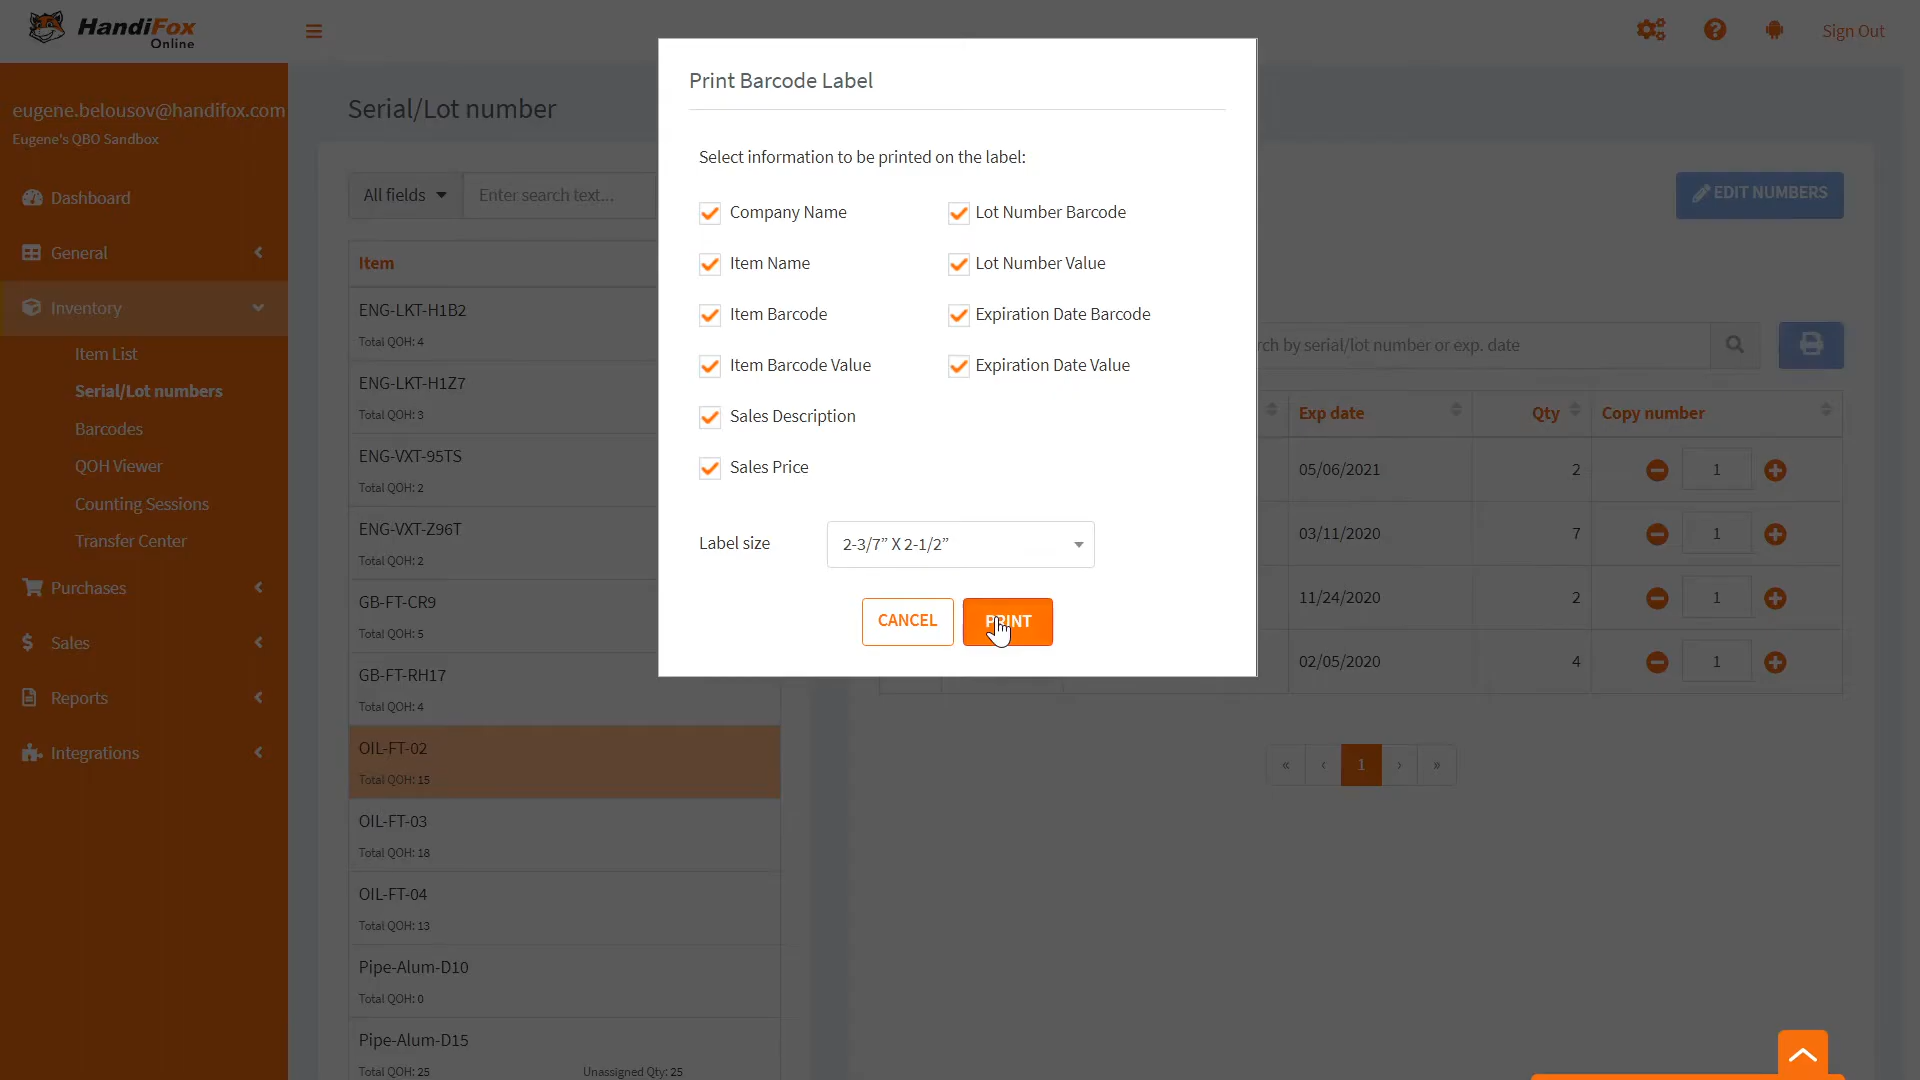 HandiFox
Online
Sign Out
eugene.belousov@handifox.com
Eugene's QBO Sandbox
Dashboard
General
Inventory
Item List
Serial/Lot numbers
Barcodes
QOH Viewer
Counting Sessions
Transfer Center
Purchases
Sales
Reports
Integrations
Serial/Lot number
All fields
Enter search text...
Item
ENG-LKT-H1B2
Total QOH: 4
ENG-LKT-H1Z7
Total QOH: 3
ENG-VXT-95TS
Total QOH: 2
ENG-VXT-Z96T
Total QOH: 2
GB-FT-CR9
Total QOH: 5
GB-FT-RH17
Total QOH: 4
OIL-FT-02
Total QOH: 15
OIL-FT-03
Total QOH: 18
OIL-FT-04
Total QOH: 13
Pipe-Alum-D10
Total QOH: 0
Pipe-Alum-D15
Total QOH: 25 Unassigned Qty: 25
Print Barcode Label
Select information to be printed on the label:
Company Name Lot Number Barcode
Item Name Lot Number Value
Item Barcode Expiration Date Barcode
Item Barcode Value Expiration Date Value
Sales Description
Sales Price
Label size 2-3/7” X 2-1/2”
CANCEL PRINT
EDIT NUMBERS
rch by serial/lot number or exp. date
Exp date Qty Copy number
05/06/2021 2 1
03/11/2020 7 1
11/24/2020 2 1
02/05/2020 4 1
« ‹ 1 › »